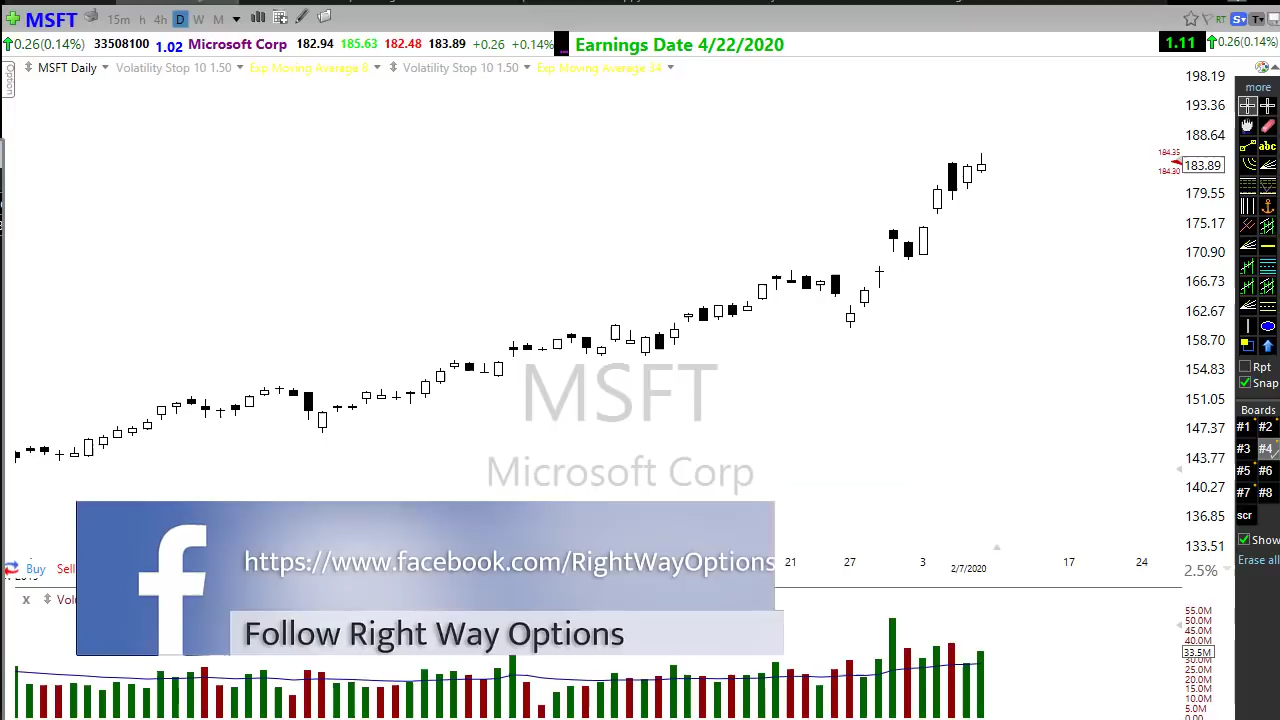 MSFT 15m h 4h D W M RT S T
0.26(0.14%) 33508100 1.02 Microsoft Corp 182.94 185.63 182.48 183.89 +0.26 +0.14% Earnings Date 4/22/2020 1.11 0.26(0.14%)
Option MSFT Daily Volatility Stop 10 1.50 Exp Moving Average 8 Volatility Stop 10 1.50 Exp Moving Average 34
198.19
193.36
188.64
184.35
183.89
184.30
179.55
175.17
170.90
166.73
162.67
158.70
154.83
151.05
147.37
143.77
140.27
136.85
133.51
2.5%
more
abc
Rpt
Snap
Boards
#1 #2
#3 #4
#5 #6
#7 #8
scr
Show
Erase all
MSFT
Microsoft Corp
https://www.facebook.com/RightWayOptions
Follow Right Way Options
Buy Sell
21 27 3 2/7/2020 17 24
x
55.0M
50.0M
45.0M
40.0M
33.5M
30.0M
25.0M
20.0M
15.0M
10.0M
5.0M
0.00